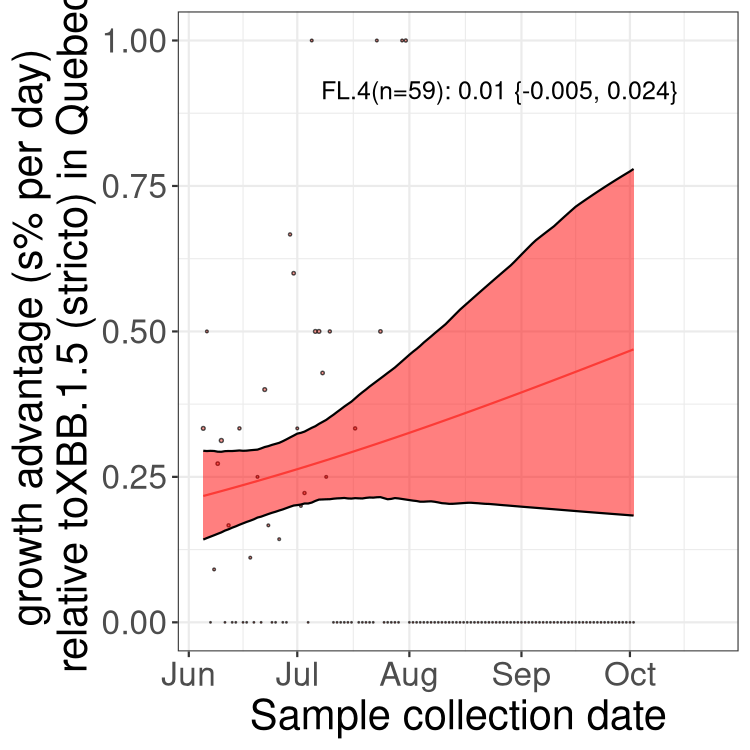 growth advantage (s% per day)
relative toXBB.1.5 (stricto) in Quebec
1.00
0.75
0.50
0.25
0.00
FL.4(n=59): 0.01 {-0.005, 0.024}
Jun Jul Aug Sep Oct
Sample collection date